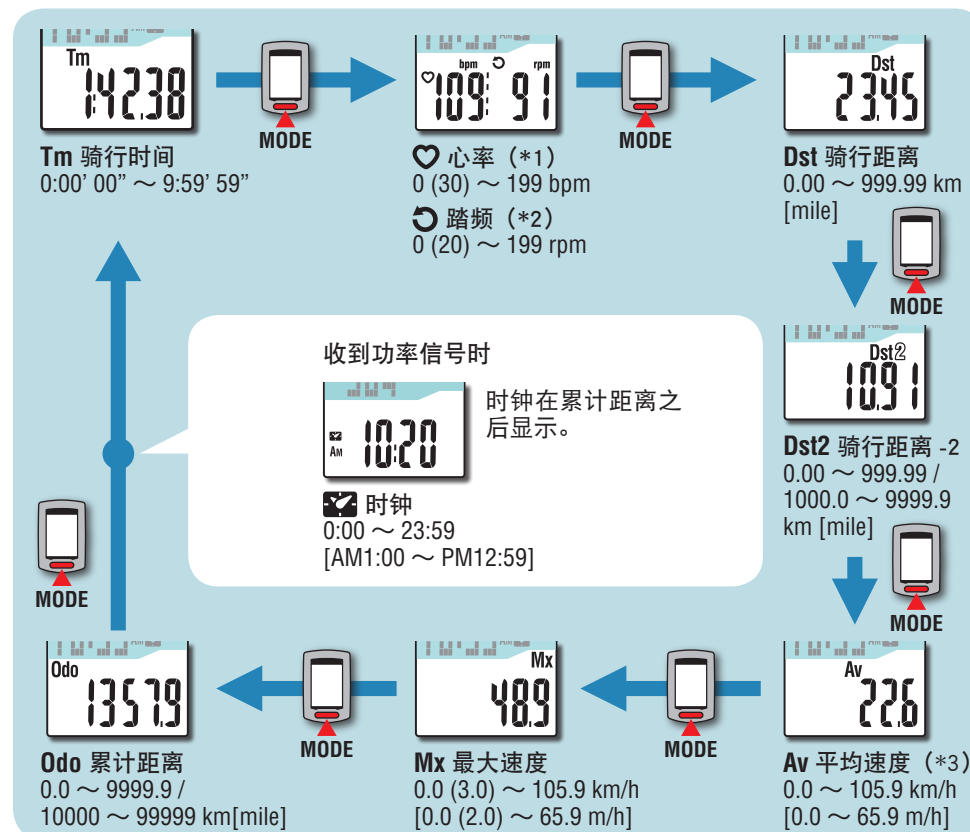 Tm
1:42.38
Tm 骑行时间
0:00' 00” ～ 9:59' 59”
MODE
bpm rpm
109 91
心率（*1）
0 (30) ～ 199 bpm
踏频（*2）
0 (20) ～ 199 rpm
MODE
Dst
23.45
Dst 骑行距离
0.00 ～ 999.99 km
[mile]
MODE
Dst2
10.91
Dst2 骑行距离 -2
0.00 ～ 999.99 /
1000.0 ～ 9999.9
km [mile]
MODE
收到功率信号时
AM 10:20
时钟在累计距离之
后显示。
时钟
0:00 ～ 23:59
[AM1:00 ～ PM12:59]
Av
22.6
Av 平均速度（*3）
0.0 ～ 105.9 km/h
[0.0 ～ 65.9 m/h]
MODE
Mx
48.9
Mx 最大速度
0.0 (3.0) ～ 105.9 km/h
[0.0 (2.0) ～ 65.9 m/h]
MODE
Odo
1357.9
Odo 累计距离
0.0 ～ 9999.9 /
10000 ～ 99999 km[mile]
MODE